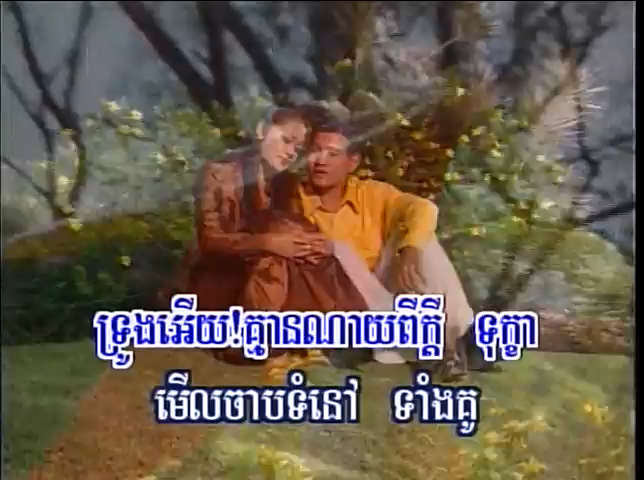 ទ្រូងអើយ!គ្មានណាយពីក្ដី ទុក្ខា
មើលចាបទំនៅ ទាំងគូ